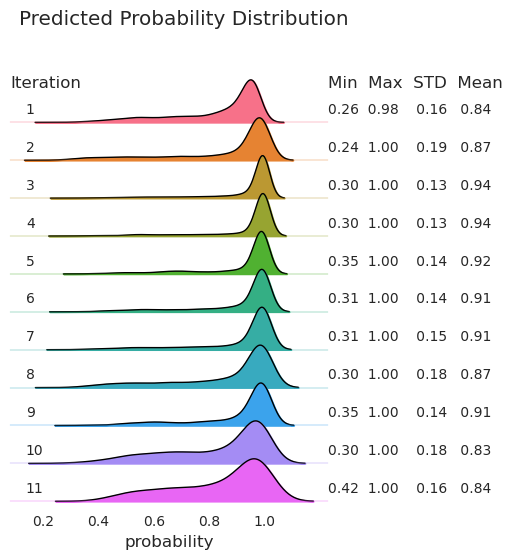 Predicted Probability Distribution
Iteration Min Max STD Mean
1 0.26 0.98 0.16 0.84
2 0.24 1.00 0.19 0.87
3 0.30 1.00 0.13 0.94
4 0.30 1.00 0.13 0.94
5 0.35 1.00 0.14 0.92
6 0.31 1.00 0.14 0.91
7 0.31 1.00 0.15 0.91
8 0.30 1.00 0.18 0.87
9 0.35 1.00 0.14 0.91
10 0.30 1.00 0.18 0.83
11 0.42 1.00 0.16 0.84
0.2 0.4 0.6 0.8 1.0
probability